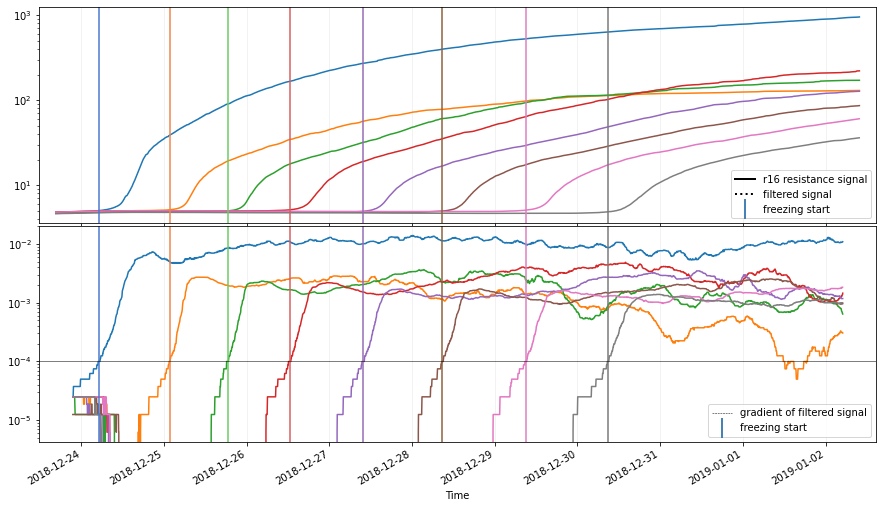 10³
10²
10¹
r16 resistance signal
filtered signal
freezing start
10⁻²
10⁻³
10⁻⁴
10⁻⁵
gradient of filtered signal
freezing start
2018-12-24
2018-12-25
2018-12-26
2018-12-27
2018-12-28
2018-12-29
2018-12-30
2018-12-31
2019-01-01
2019-01-02
Time